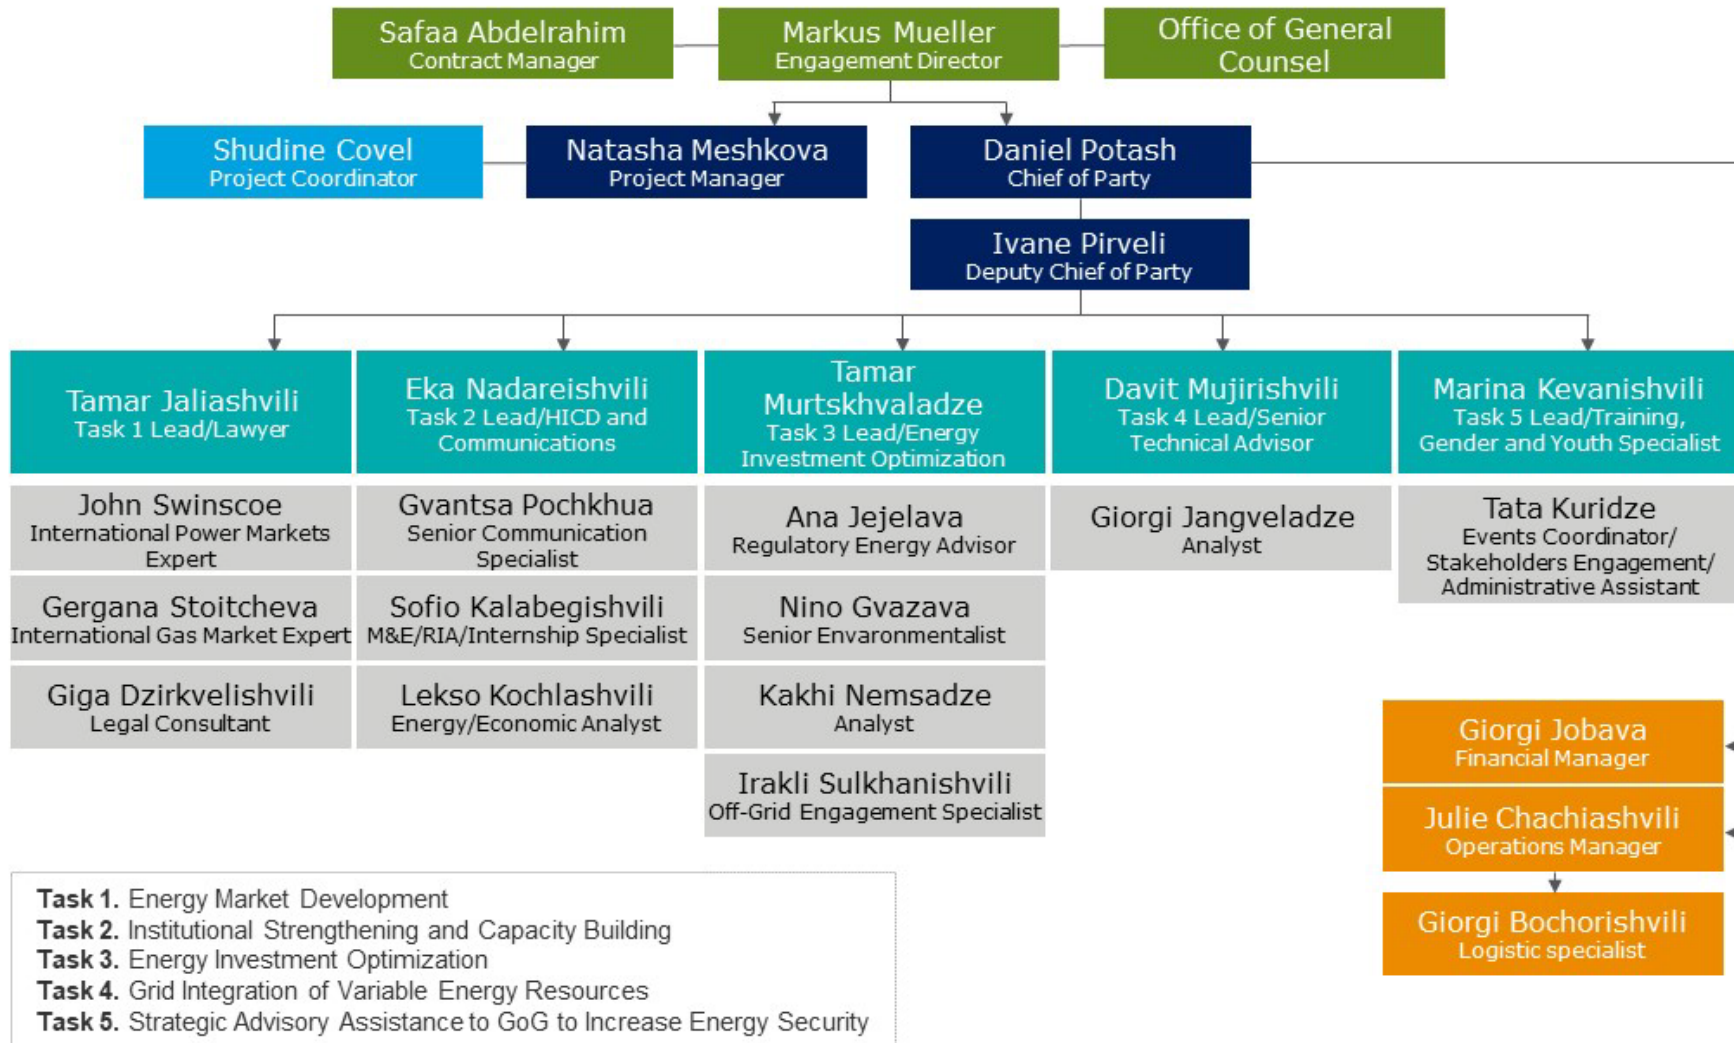 Safaa Abdelrahim
Contract Manager
Markus Mueller
Engagement Director
Office of General
Counsel
Shudine Covel
Project Coordinator
Natasha Meshkova
Project Manager
Daniel Potash
Chief of Party
Ivane Pirveli
Deputy Chief of Party
Tamar Jaliashvili
Task 1 Lead/Lawyer
Eka Nadareishvili
Task 2 Lead/HICD and
Communications
Tamar
Murtskhvaladze
Task 3 Lead/Energy
Investment Optimization
Davit Mujirishvili
Task 4 Lead/Senior
Technical Advisor
Marina Kevanishvili
Task 5 Lead/Training,
Gender and Youth Specialist
John Swinscoe
International Power Markets
Expert
Gvantsa Pochkhua
Senior Communication
Specialist
Ana Jejelava
Regulatory Energy Advisor
Giorgi Jangveladze
Analyst
Tata Kuridze
Events Coordinator/
Stakeholders Engagement/
Administrative Assistant
Gergana Stoitcheva
International Gas Market Expert
Sofio Kalabegishvili
M&E/RIA/Internship Specialist
Nino Gvazava
Senior Envaronmentalist
Giga Dzirkvelishvili
Legal Consultant
Lekso Kochlashvili
Energy/Economic Analyst
Kakhi Nemsadze
Analyst
Irakli Sulkhanishvili
Off-Grid Engagement Specialist
Giorgi Jobava
Financial Manager
Julie Chachiashvili
Operations Manager
Giorgi Bochorishvili
Logistic specialist
Task 1. Energy Market Development
Task 2. Institutional Strengthening and Capacity Building
Task 3. Energy Investment Optimization
Task 4. Grid Integration of Variable Energy Resources
Task 5. Strategic Advisory Assistance to GoG to Increase Energy Security